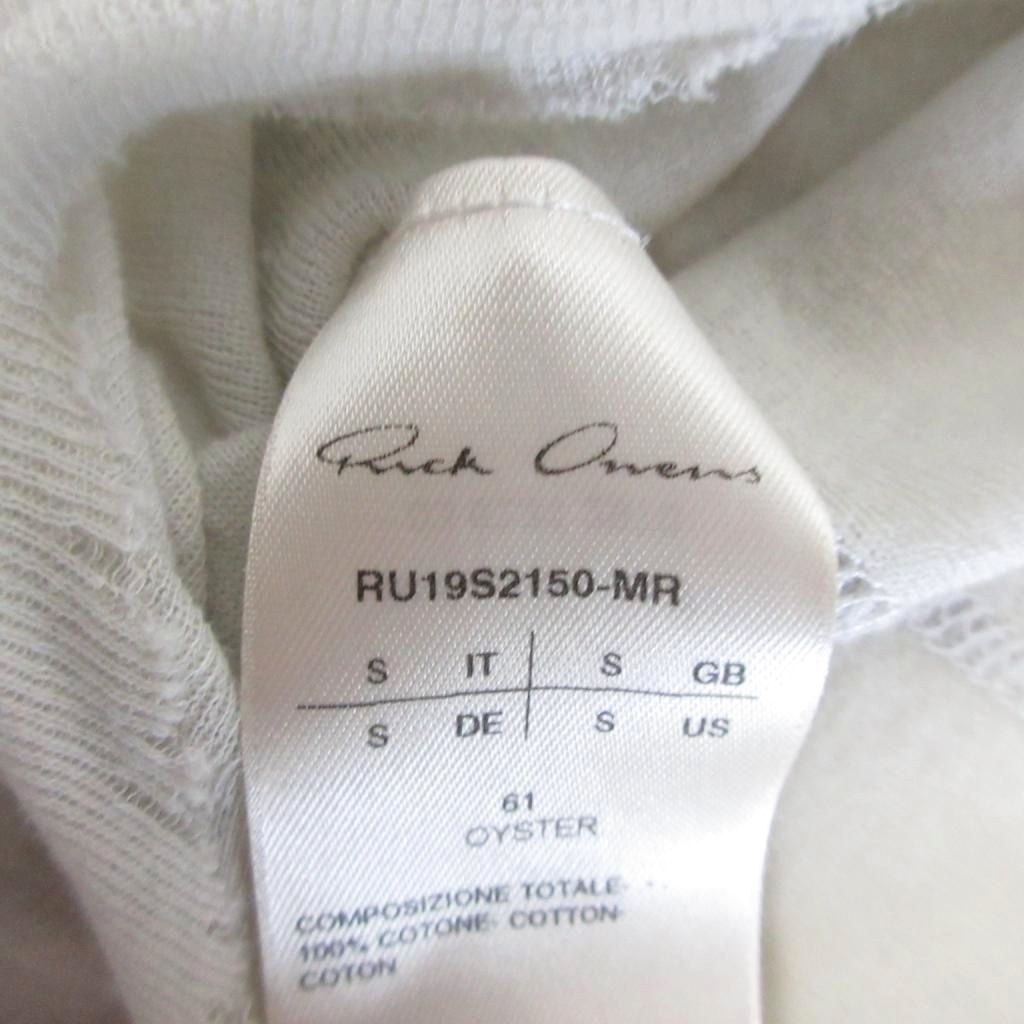 Rick Owens
RU19S2150-MR
S IT S GB
S DE S US
61
OYSTER
COMPOSIZIONE TOTALE-
100% COTONE- COTTON-
COTON